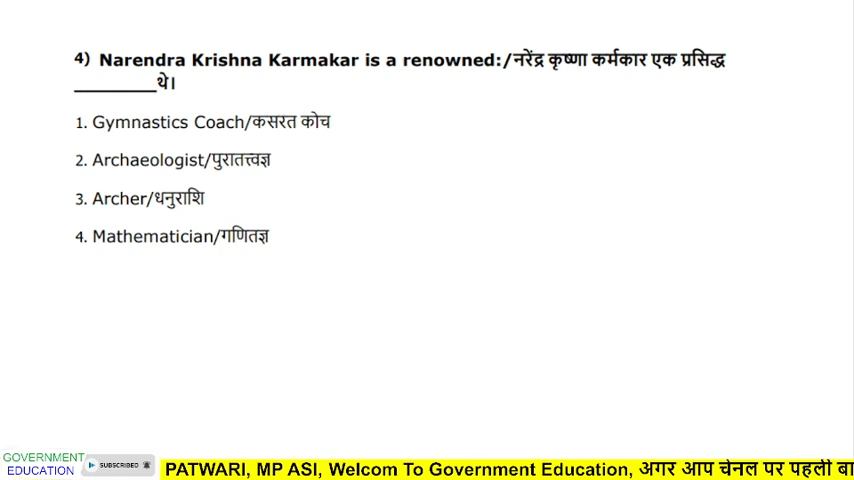 4) Narendra Krishna Karmakar is a renowned:/नरेंद्र कृष्णा कर्मकार एक प्रसिद्ध
________थे।
1. Gymnastics Coach/कसरत कोच
2. Archaeologist/पुरातत्त्वज्ञ
3. Archer/धनुराशि
4. Mathematician/गणितज्ञ
GOVERNMENT
EDUCATION
SUBSCRIBED
PATWARI, MP ASI, Welcom To Government Education, अगर आप चेनल पर पहली बा